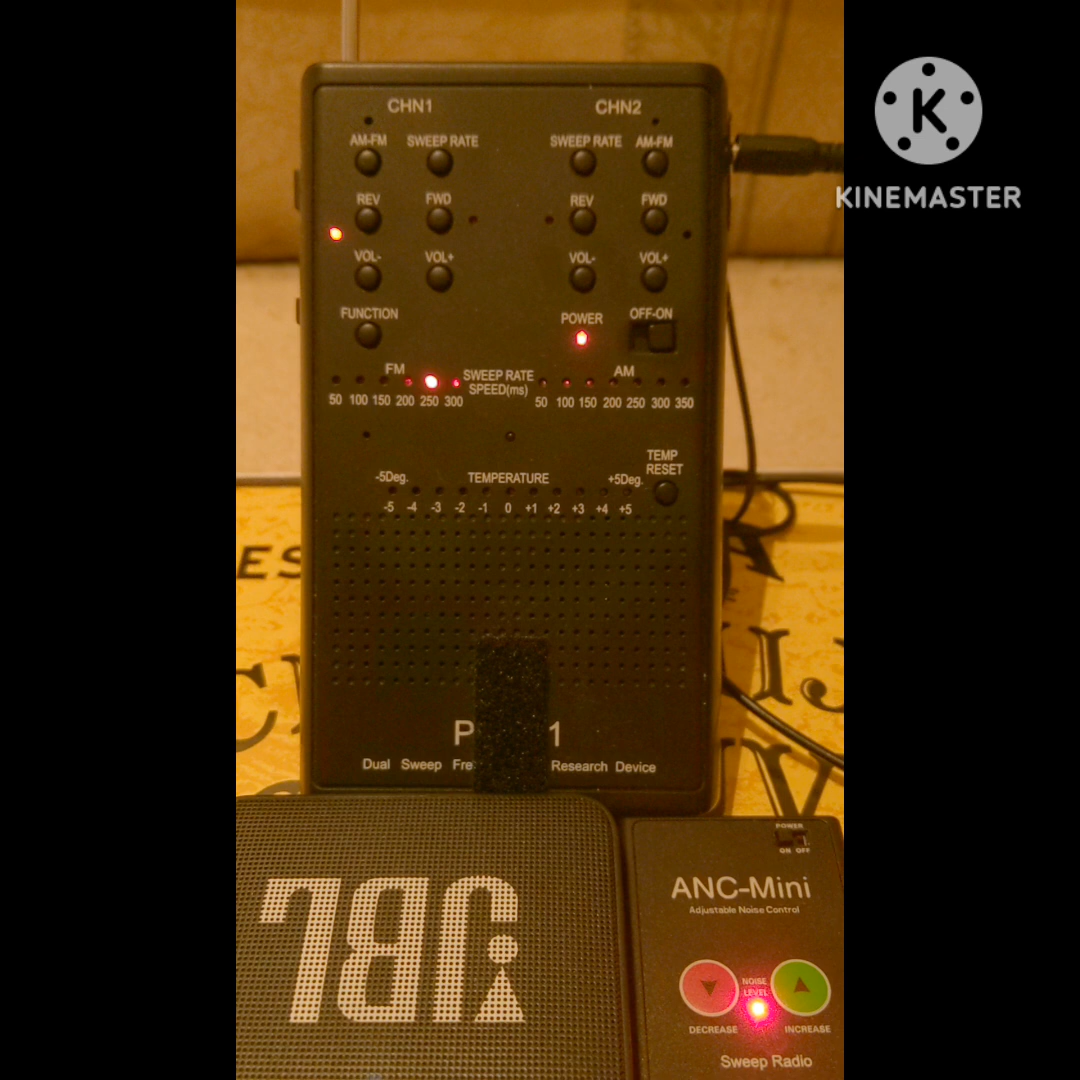 CHN1 CHN2
AM-FM SWEEP RATE SWEEP RATE AM-FM
REV FWD REV FWD
VOL- VOL+ VOL- VOL+
FUNCTION POWER OFF-ON
FM SWEEP RATE AM
SPEED(ms)
50 100 150 200 250 300 50 100 150 200 250 300 350
TEMP
RESET
-5Deg. TEMPERATURE +5Deg.
-5 -4 -3 -2 -1 0 +1 +2 +3 +4 +5
P 1
Dual Sweep Fre Research Device
K
KINEMASTER
ES
JBL
POWER
ON OFF
ANC-Mini
Adjustable Noise Control
NOISE
LEVEL
DECREASE INCREASE
Sweep Radio